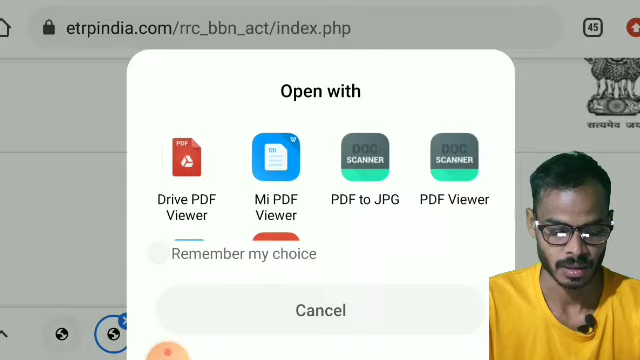 etrpindia.com/rrc_bbn_act/index.php
45
Open with
PDF
Mi
W
DOC
SCANNER
DOC
SCANNER
Drive PDF
Viewer
Mi PDF
Viewer
PDF to JPG
PDF Viewer
Remember my choice
Cancel